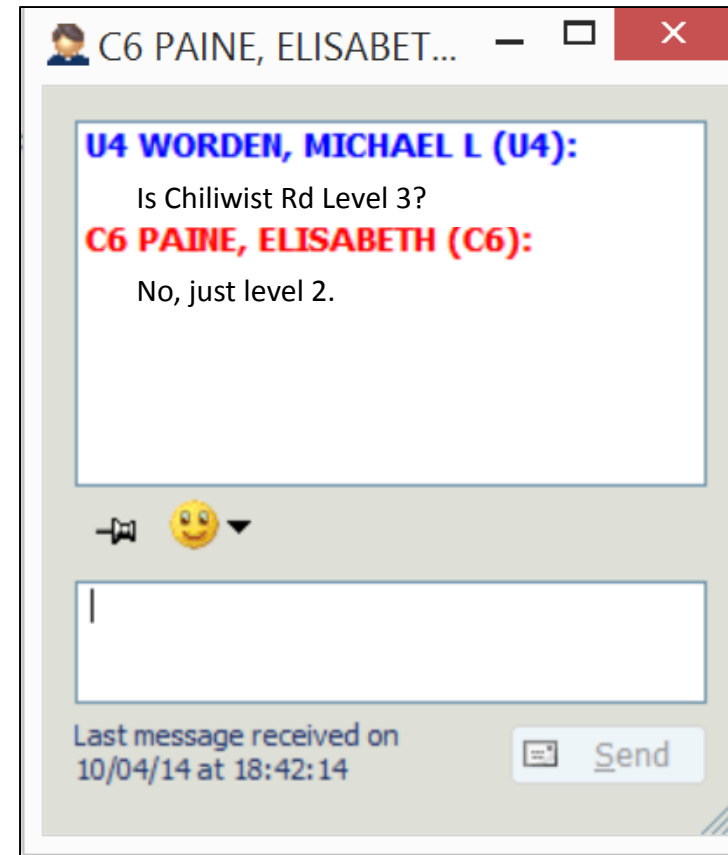 C6 PAINE, ELISABET...
U4 WORDEN, MICHAEL L (U4):
Is Chiliwist Rd Level 3?
C6 PAINE, ELISABETH (C6):
No, just level 2.
Last message received on
10/04/14 at 18:42:14
Send